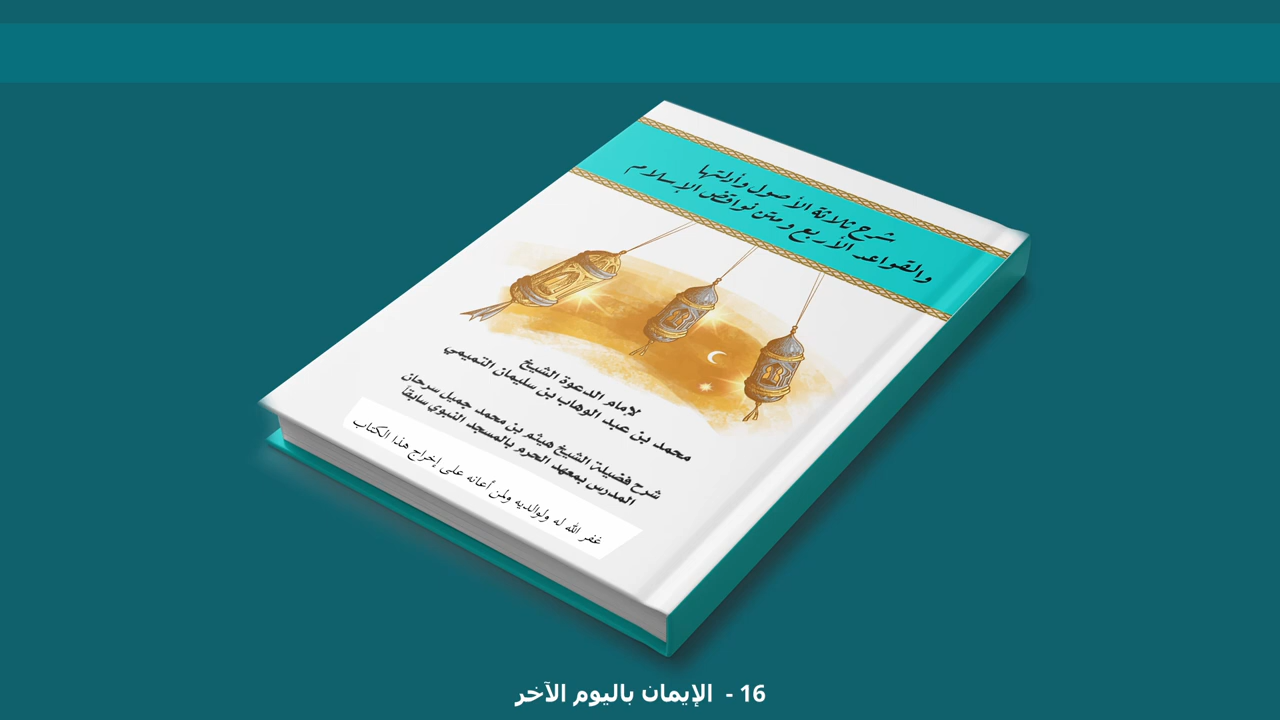 شرح ثلاثة الأصول وأدلتها
والقواعد الأربع ومتن نواقض الإسلام
لإمام الدعوة الشيخ
محمد بن عبد الوهاب بن سليمان التميمي
شرح فضيلة الشيخ هيثم بن محمد جميل سرحان
المدرس بمعهد الحرم بالمسجد النبوي سابقاً
غفر الله له ولوالديه ولمن أعانه على إخراج هذا الكتاب
16 - الإيمان باليوم الآخر